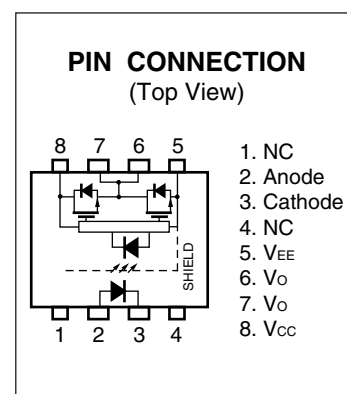 PIN CONNECTION
(Top View)
8 7 6 5
SHIELD
1 2 3 4
1. NC
2. Anode
3. Cathode
4. NC
5. VEE
6. Vo
7. Vo
8. Vcc